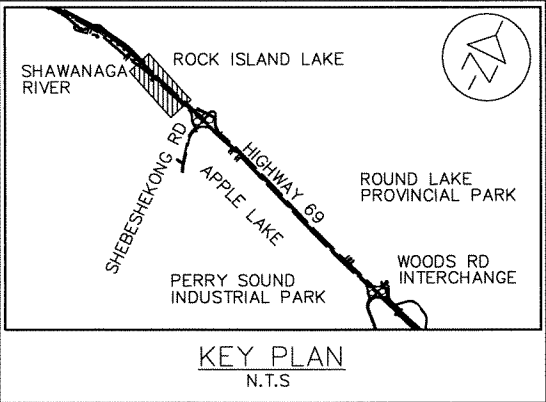 ROCK ISLAND LAKE
SHAWANAGA
RIVER
N
SHEBESHEKONG RD
HIGHWAY 69
APPLE LAKE
ROUND LAKE
PROVINCIAL PARK
WOODS RD
INTERCHANGE
PERRY SOUND
INDUSTRIAL PARK
KEY PLAN
N.T.S